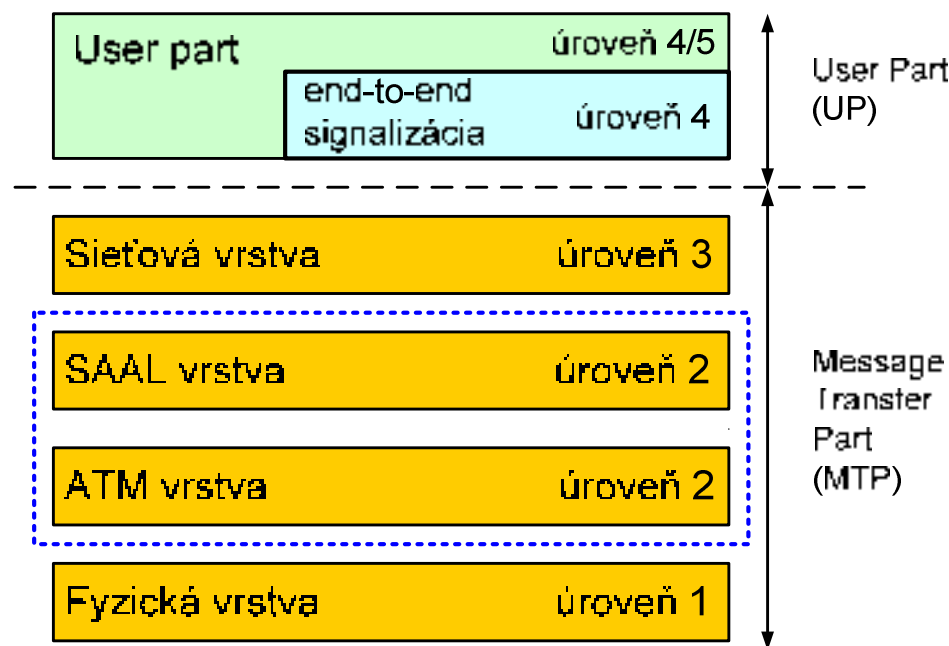 User part úroveň 4/5
end-to-end
signalizácia úroveň 4
User Part
(UP)
Sieťová vrstva úroveň 3
SAAL vrstva úroveň 2
ATM vrstva úroveň 2
Fyzická vrstva úroveň 1
Message
Transfer
Part
(MTP)